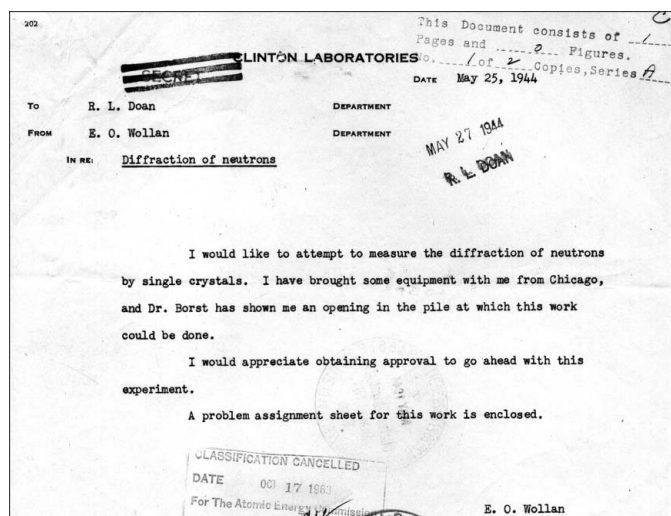 202
This Document consists of 1
Pages and 0 Figures.
No. 1 of 2 Copies, Series A
CLINTON LABORATORIES
SECRET
DATE May 25, 1944
TO R. L. Doan DEPARTMENT
FROM E. O. Wollan DEPARTMENT
IN RE: Diffraction of neutrons
MAY 27 1944
R. L. DOAN
I would like to attempt to measure the diffraction of neutrons
by single crystals. I have brought some equipment with me from Chicago,
and Dr. Borst has shown me an opening in the pile at which this work
could be done.
I would appreciate obtaining approval to go ahead with this
experiment.
A problem assignment sheet for this work is enclosed.
CLASSIFICATION CANCELLED
DATE OCT 17 1963
For The Atomic Energy Commission
E. O. Wollan